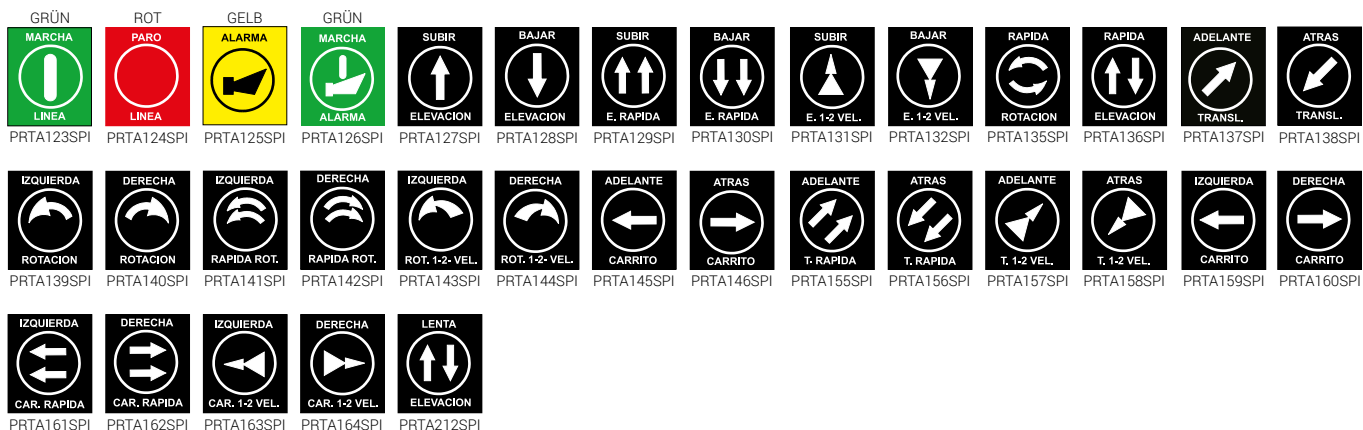 GRÜN ROT GELB GRÜN
MARCHA PARO ALARMA MARCHA SUBIR BAJAR SUBIR BAJAR SUBIR BAJAR RAPIDA RAPIDA ADELANTE ATRAS
LINEA LINEA ALARMA ELEVACION ELEVACION E. RAPIDA E. RAPIDA E. 1-2 VEL. E. 1-2 VEL. ROTACION ELEVACION TRANSL. TRANSL.
PRTA123SPI PRTA124SPI PRTA125SPI PRTA126SPI PRTA127SPI PRTA128SPI PRTA129SPI PRTA130SPI PRTA131SPI PRTA132SPI PRTA135SPI PRTA136SPI PRTA137SPI PRTA138SPI
IZQUIERDA DERECHA IZQUIERDA DERECHA IZQUIERDA DERECHA ADELANTE ATRAS ADELANTE ATRAS ADELANTE ATRAS IZQUIERDA DERECHA
ROTACION ROTACION RAPIDA ROT. RAPIDA ROT. ROT. 1-2- VEL. ROT. 1-2- VEL. CARRITO CARRITO T. RAPIDA T. RAPIDA T. 1-2 VEL. T. 1-2 VEL. CARRITO CARRITO
PRTA139SPI PRTA140SPI PRTA141SPI PRTA142SPI PRTA143SPI PRTA144SPI PRTA145SPI PRTA146SPI PRTA155SPI PRTA156SPI PRTA157SPI PRTA158SPI PRTA159SPI PRTA160SPI
IZQUIERDA DERECHA IZQUIERDA DERECHA LENTA
CAR. RAPIDA CAR. RAPIDA CAR. 1-2 VEL. CAR. 1-2 VEL. ELEVACION
PRTA161SPI PRTA162SPI PRTA163SPI PRTA164SPI PRTA212SPI